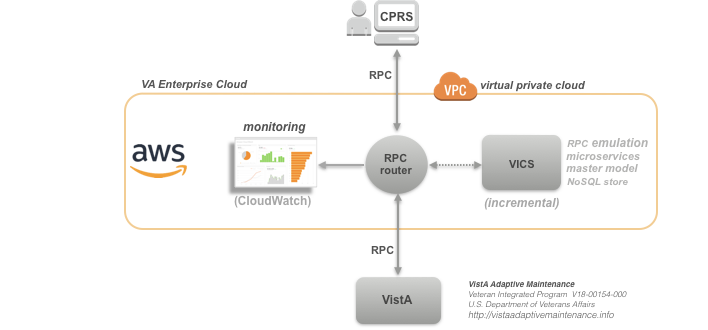 CPRS
RPC
VA Enterprise Cloud
VPC
virtual private cloud
monitoring
aws
RPC
router
VICS
RPC emulation
microservices
master model
NoSQL store
(CloudWatch)
(incremental)
RPC
VistA
VistA Adaptive Maintenance
Veteran Integrated Program V18-00154-000
U.S. Department of Veterans Affairs
http://vistaadaptivemaintenance.info